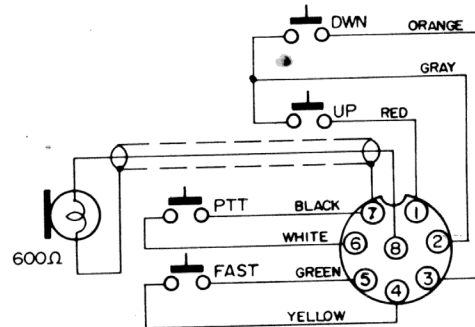 DWN
ORANGE
GRAY
UP
RED
PTT
BLACK
7
1
WHITE
6
8
2
600Ω
FAST
GREEN
5
4
3
YELLOW